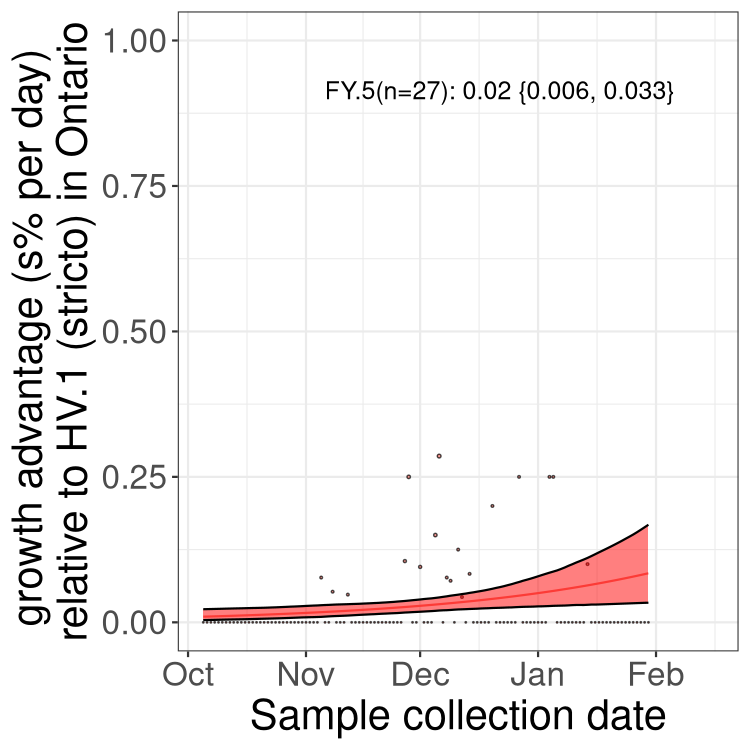 growth advantage (s% per day)
relative to HV.1 (stricto) in Ontario
1.00
0.75
0.50
0.25
0.00
FY.5(n=27): 0.02 {0.006, 0.033}
Oct Nov Dec Jan Feb
Sample collection date